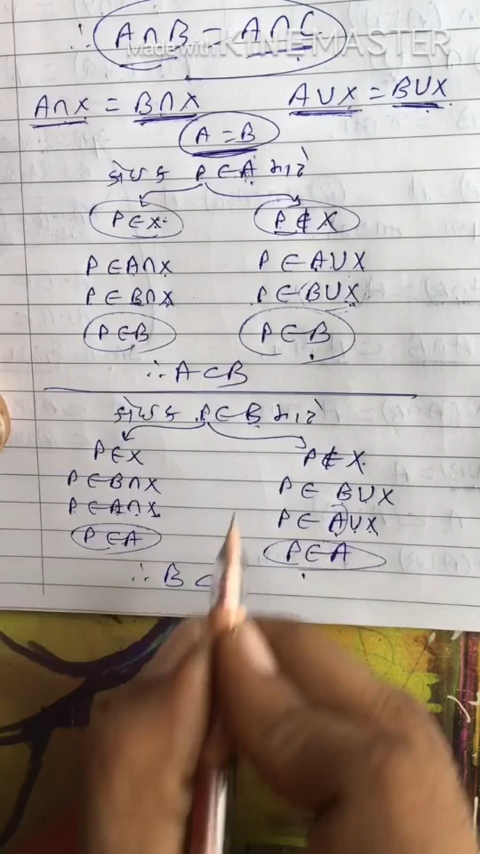 ∴ A∩B = A∩C
Made with KINEMASTER
A∩X = B∩X A∪X = B∪X
A = B
P∈A માટે
P∈X P∉X
P∈A∩X P∈A∪X
P∈B∩X P∈B∪X
P∈B P∈B
∴ A⊂B
P∈B માટે
P∈X P∉X
P∈B∩X P∈B∪X
P∈A∩X P∈A∪X
P∈A P∈A
∴ B⊂